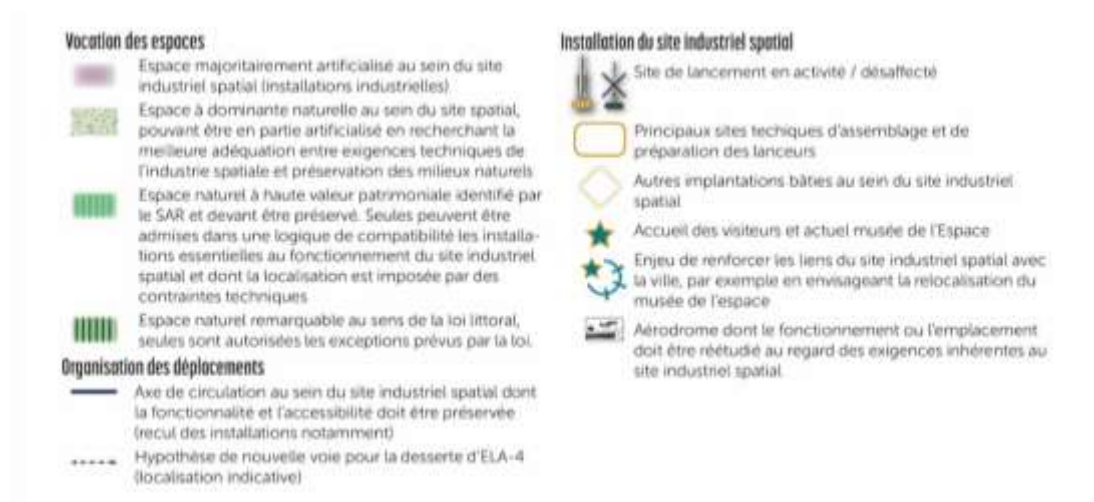 Vocation des espaces
Espace majoritairement artificialisé au sein du site
industriel spatial (installations industrielles)
Espace à dominante naturelle au sein du site spatial,
pouvant être en partie artificialisé en recherchant la
meilleure adéquation entre exigences techniques de
l'industrie spatiale et préservation des milieux naturels
Espace naturel à haute valeur patrimoniale identifié par
le SAR et devant être préservé. Seules peuvent être
admises dans une logique de compatibilité les installa-
tions essentielles au fonctionnement du site industriel
spatial et dont la localisation est imposée par des
contraintes techniques
Espace naturel remarquable au sens de la loi littoral,
seules sont autorisées les exceptions prévus par la loi.
Organisation des déplacements
Axe de circulation au sein du site industriel spatial dont
la fonctionnalité et l'accessibilité doit être préservée
(recul des installations notamment)
Hypothèse de nouvelle voie pour la desserte d'ELA-4
(localisation indicative)
Installation du site industriel spatial
Site de lancement en activité / désaffecté
Principaux sites techiques d'assemblage et de
préparation des lanceurs
Autres implantations bâties au sein du site industriel
spatial
Accueil des visiteurs et actuel musée de l'Espace
Enjeu de renforcer les liens du site industriel spatial avec
la ville, par exemple en envisageant la relocalisation du
musée de l'espace
Aérodrome dont le fonctionnement ou l'emplacement
doit être réétudié au regard des exigences inhérentes au
site industriel spatial